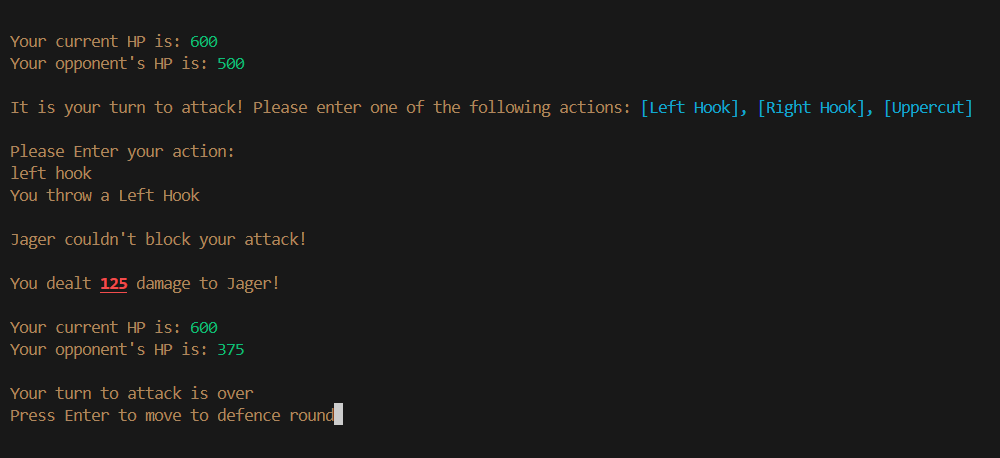 Your current HP is: 600
Your opponent's HP is: 500
It is your turn to attack! Please enter one of the following actions: [Left Hook], [Right Hook], [Uppercut]
Please Enter your action:
left hook
You throw a Left Hook
Jager couldn't block your attack!
You dealt 125 damage to Jager!
Your current HP is: 600
Your opponent's HP is: 375
Your turn to attack is over
Press Enter to move to defence round